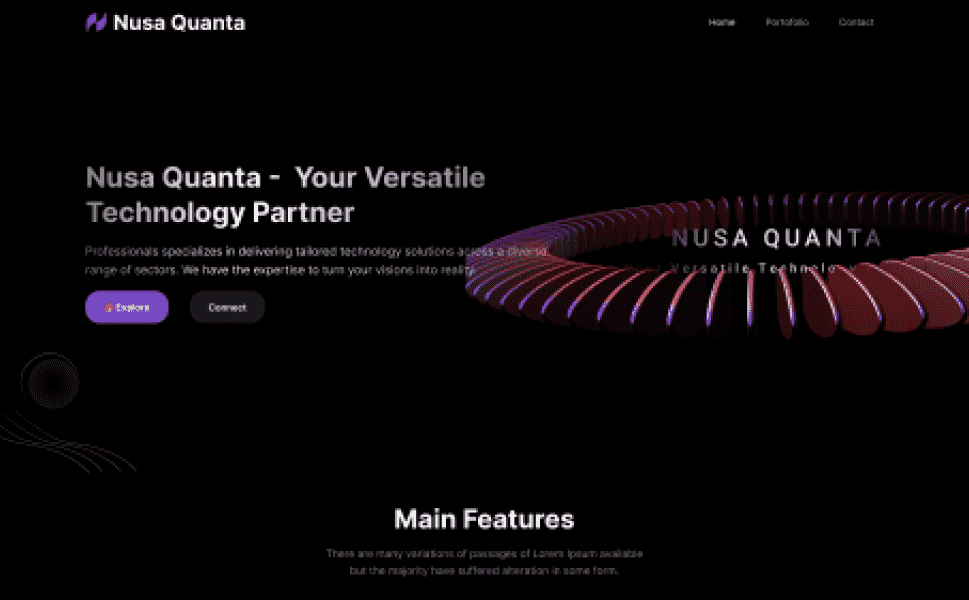 Nusa Quanta
Home Portofolio Contact
Nusa Quanta - Your Versatile
Technology Partner
Professionals specializes in delivering tailored technology solutions across a diverse
range of sectors. We have the expertise to turn your visions into reality.
NUSA QUANTA
Versatile Technolo
Explore Connect
Main Features
There are many variations of passages of Lorem Ipsum available
but the majority have suffered alteration in some form.